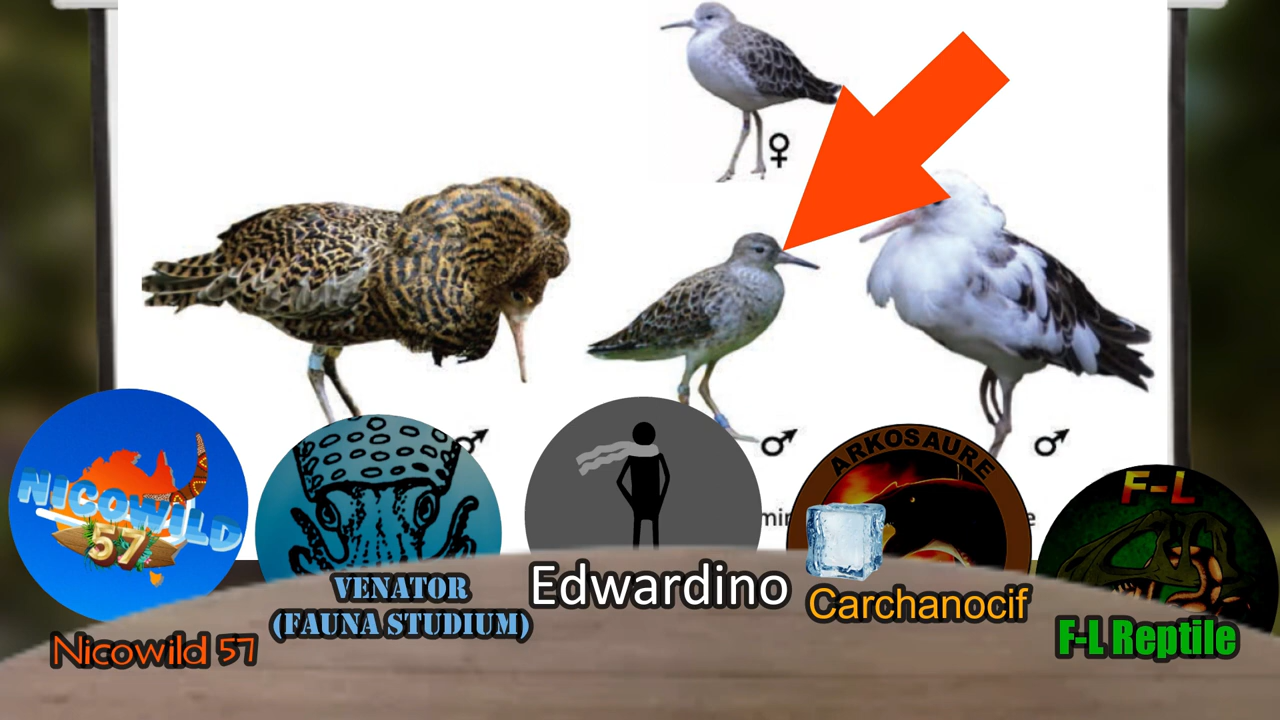 ♀
♂
♂
♂
NICOWILD
57
ARKOSAURE
F-L
Nicowild 57
VENATOR
(FAUNA STUDIUM)
Edwardino
Carchanocif
F-L Reptile